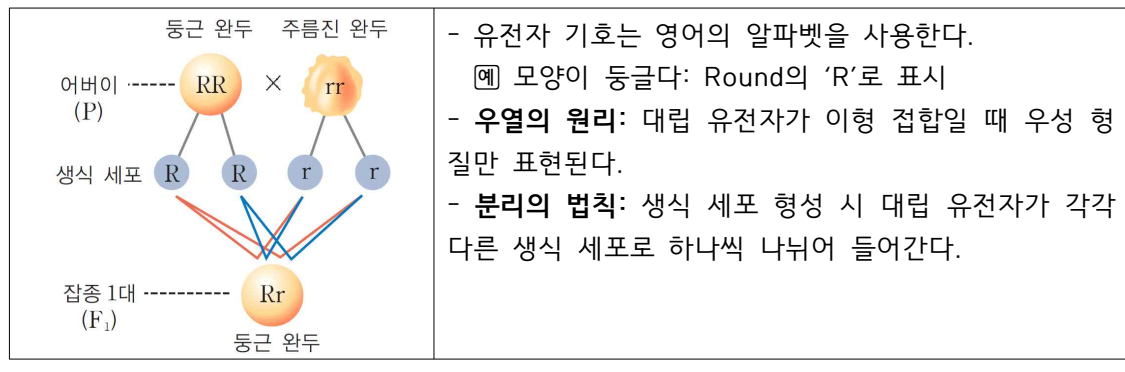 둥근 완두 주름진 완두
어버이 RR × rr
(P)
생식 세포 R R r r
잡종 1대 Rr
(F₁)
둥근 완두
- 유전자 기호는 영어의 알파벳을 사용한다.
예 모양이 둥글다: Round의 ‘R’로 표시
- 우열의 원리: 대립 유전자가 이형 접합일 때 우성 형
질만 표현된다.
- 분리의 법칙: 생식 세포 형성 시 대립 유전자가 각각
다른 생식 세포로 하나씩 나뉘어 들어간다.